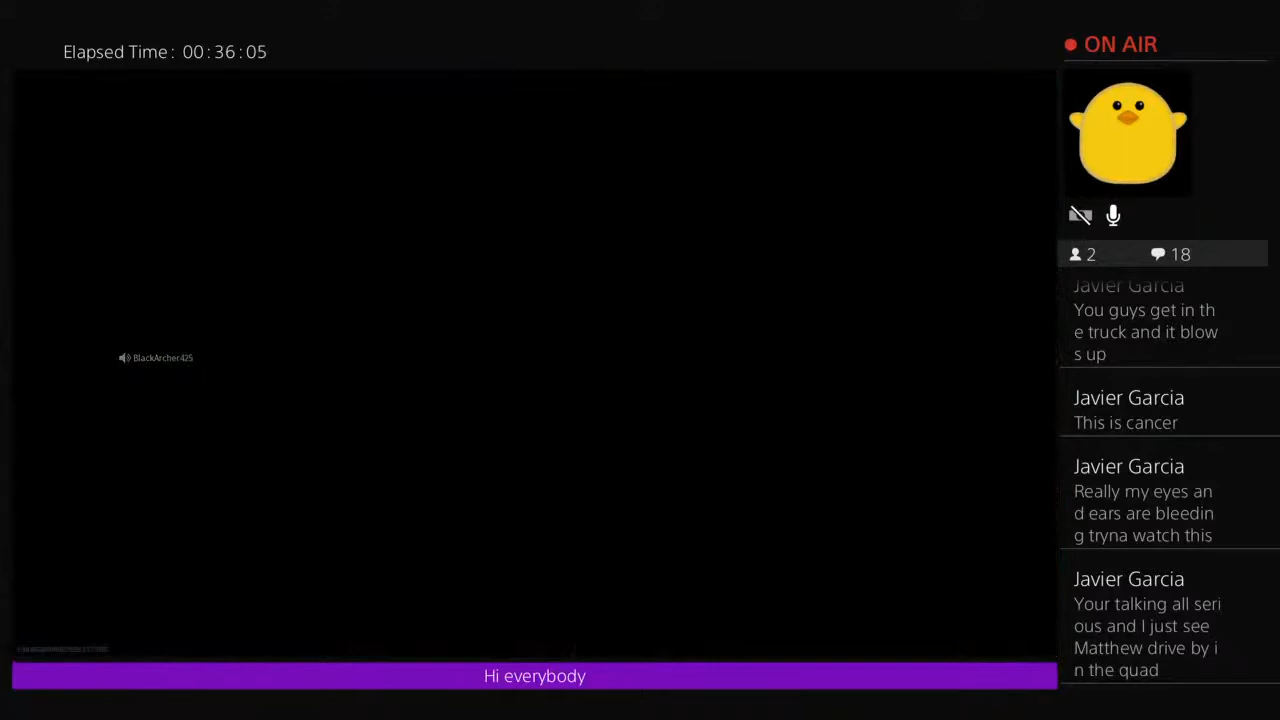 Elapsed Time: 00:36:05
ON AIR
2 18
Javier Garcia
You guys get in th
e truck and it blow
s up
Javier Garcia
This is cancer
Javier Garcia
Really my eyes an
d ears are bleedin
g tryna watch this
Javier Garcia
Your talking all seri
ous and I just see
Matthew drive by i
n the quad
BlackArcher425
Hi everybody